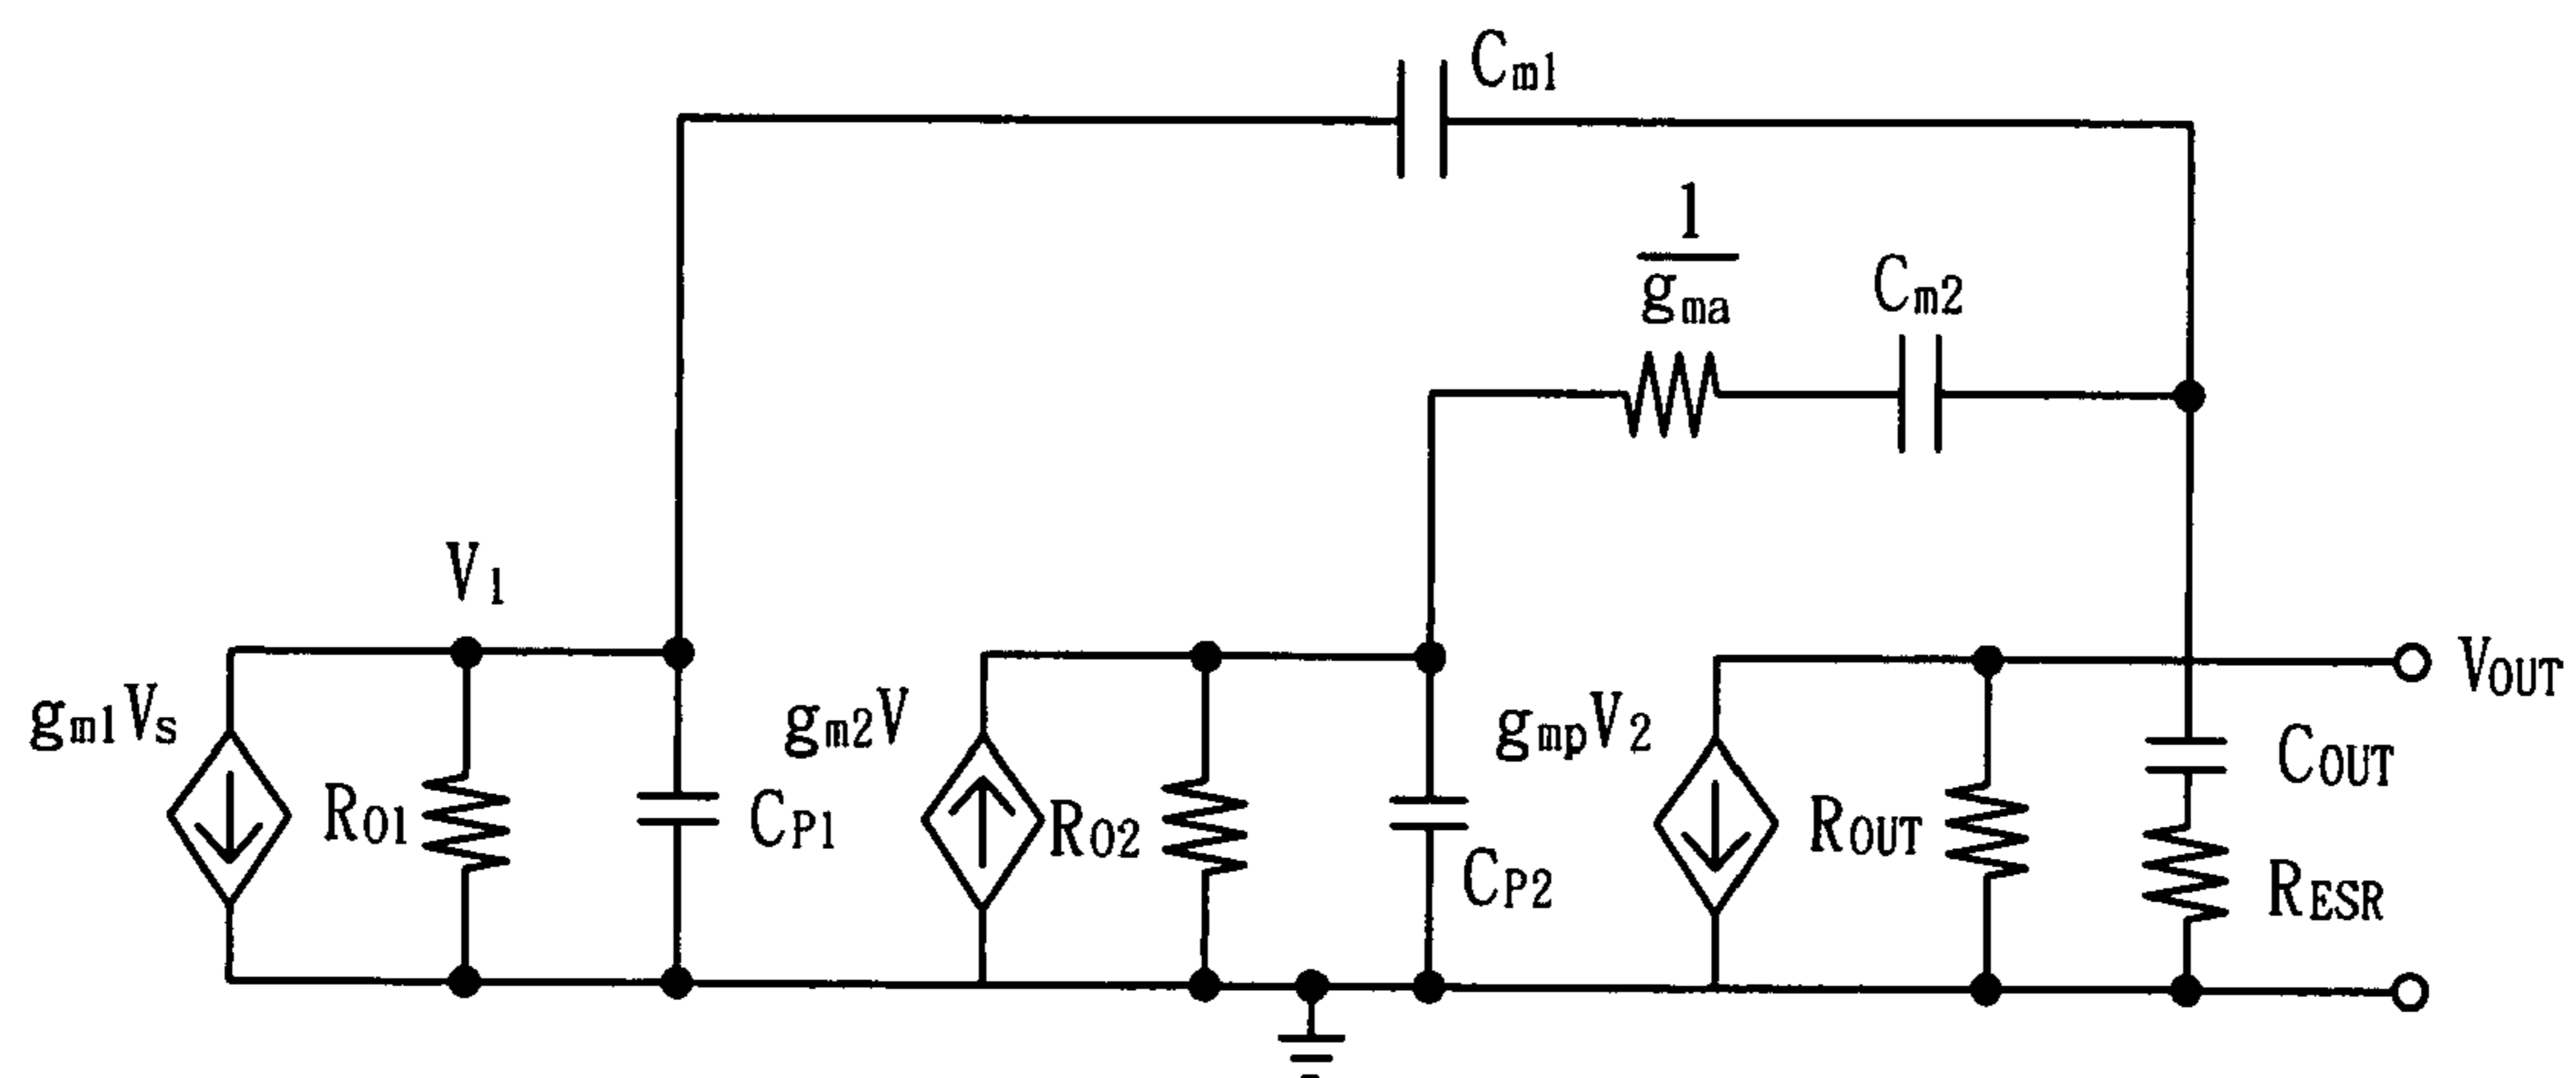 Cm1
1
gma
Cm2
V1
gm1Vs
RO1
CP1
gm2V
RO2
CP2
gmpV2
ROUT
VOUT
COUT
RESR